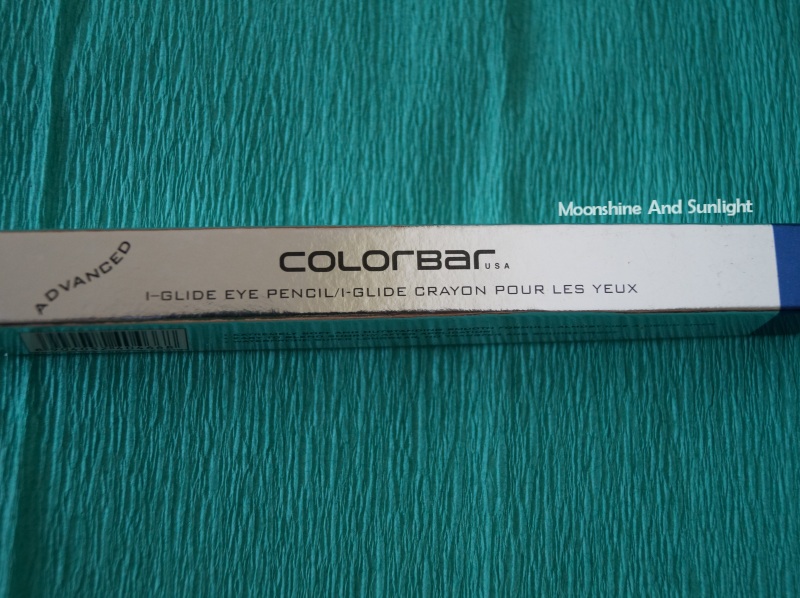 Moonshine And Sunlight
ADVANCED
COLORBAR USA
I-GLIDE EYE PENCIL/I-GLIDE CRAYON POUR LES YEUX